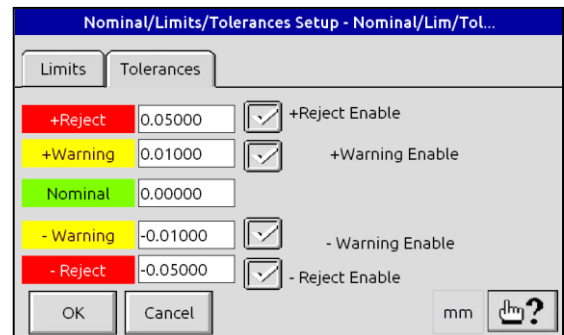 Nominal/Limits/Tolerances Setup - Nominal/Lim/Tol...
Limits Tolerances
+Reject 0.05000 +Reject Enable
+Warning 0.01000 +Warning Enable
Nominal 0.00000
- Warning -0.01000 - Warning Enable
- Reject -0.05000 - Reject Enable
OK Cancel mm ?